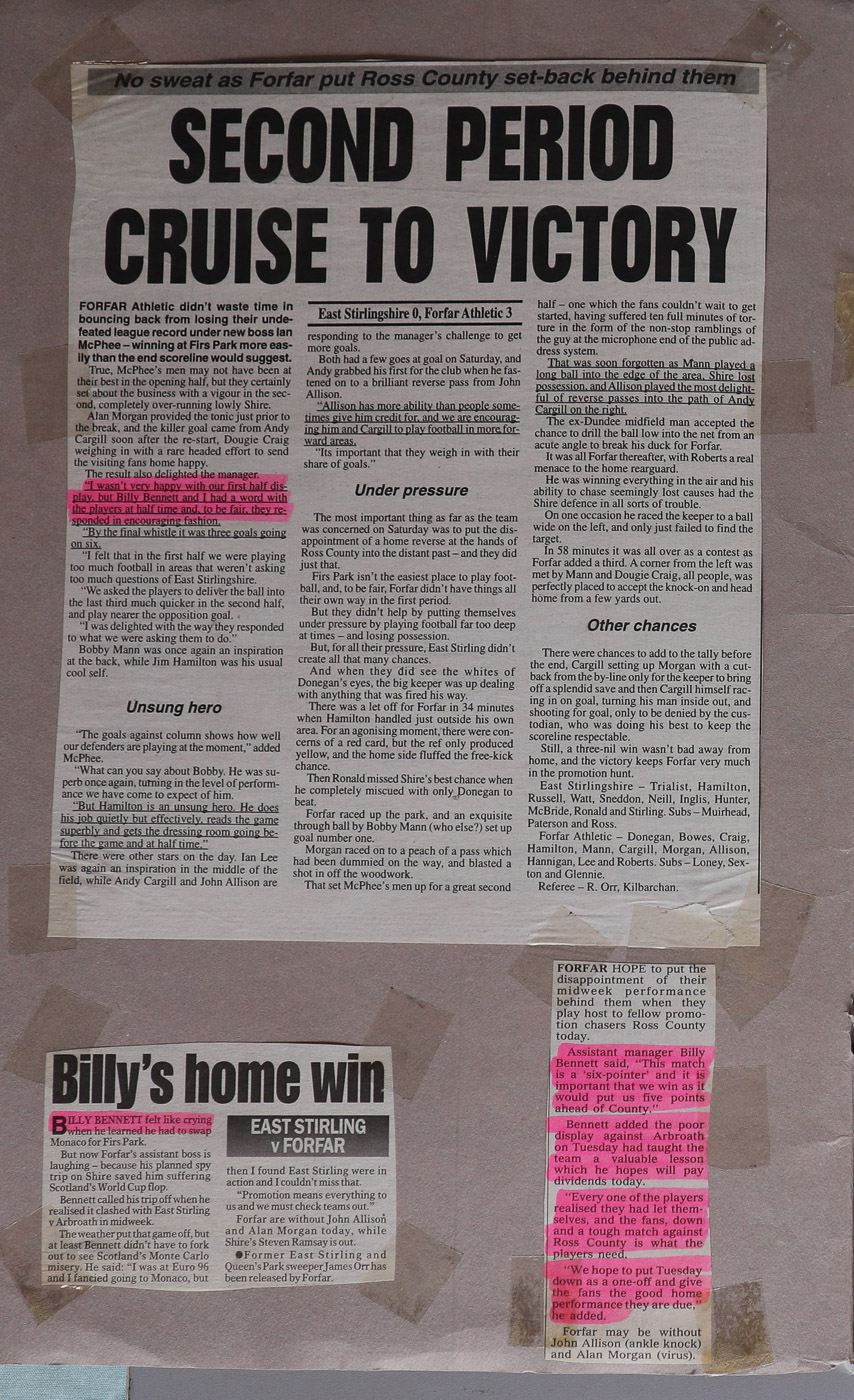 No sweat as Forfar put Ross County set-back behind them
SECOND PERIOD
CRUISE TO VICTORY
FORFAR Athletic didn't waste time in
bouncing back from losing their unde-
feated league record under new boss Ian
McPhee – winning at Firs Park more eas-
ily than the end scoreline would suggest.
True, McPhee's men may not have been at
their best in the opening half, but they certainly
set about the business with a vigour in the sec-
ond, completely over-running lowly Shire.
Alan Morgan provided the tonic just prior to
the break, and the killer goal came from Andy
Cargill soon after the re-start, Dougie Craig
weighing in with a rare headed effort to send
the visiting fans home happy.
The result also delighted the manager.
"I wasn't very happy with our first half dis-
play, but Billy Bennett and I had a word with
the players at half time and, to be fair, they re-
sponded in encouraging fashion.
"By the final whistle it was three goals going
on six.
"I felt that in the first half we were playing
too much football in areas that weren't asking
too much questions of East Stirlingshire.
"We asked the players to deliver the ball into
the last third much quicker in the second half,
and play nearer the opposition goal.
"I was delighted with the way they responded
to what we were asking them to do."
Bobby Mann was once again an inspiration
at the back, while Jim Hamilton was his usual
cool self.
Unsung hero
"The goals against column shows how well
our defenders are playing at the moment," added
McPhee.
"What can you say about Bobby. He was su-
perb once again, turning in the level of perform-
ance we have come to expect of him.
"But Hamilton is an unsung hero. He does
his job quietly but effectively, reads the game
superbly and gets the dressing room going be-
fore the game and at half time."
There were other stars on the day. Ian Lee
was again an inspiration in the middle of the
field, while Andy Cargill and John Allison are
East Stirlingshire 0, Forfar Athletic 3
responding to the manager's challenge to get
more goals.
Both had a few goes at goal on Saturday, and
Andy grabbed his first for the club when he fas-
tened on to a brilliant reverse pass from John
Allison.
"Allison has more ability than people some-
times give him credit for, and we are encourag-
ing him and Cargill to play football in more for-
ward areas.
"Its important that they weigh in with their
share of goals."
Under pressure
The most important thing as far as the team
was concerned on Saturday was to put the dis-
appointment of a home reverse at the hands of
Ross County into the distant past – and they did
just that.
Firs Park isn't the easiest place to play foot-
ball, and, to be fair, Forfar didn't have things all
their own way in the first period.
But they didn't help by putting themselves
under pressure by playing football far too deep
at times – and losing possession.
But, for all their pressure, East Stirling didn't
create all that many chances.
And when they did see the whites of
Donegan's eyes, the big keeper was up dealing
with anything that was fired his way.
There was a let off for Forfar in 34 minutes
when Hamilton handled just outside his own
area. For an agonising moment, there were con-
cerns of a red card, but the ref only produced
yellow, and the home side fluffed the free-kick
chance.
Then Ronald missed Shire's best chance when
he completely miscued with only Donegan to
beat.
Forfar raced up the park, and an exquisite
through ball by Bobby Mann (who else?) set up
goal number one.
Morgan raced on to a peach of a pass which
had been dummied on the way, and blasted a
shot in off the woodwork.
That set McPhee's men up for a great second
half – one which the fans couldn't wait to get
started, having suffered ten full minutes of tor-
ture in the form of the non-stop ramblings of
the guy at the microphone end of the public ad-
dress system.
That was soon forgotten as Mann played a
long ball into the edge of the area, Shire lost
possession, and Allison played the most delight-
ful of reverse passes into the path of Andy
Cargill on the right.
The ex-Dundee midfield man accepted the
chance to drill the ball low into the net from an
acute angle to break his duck for Forfar.
It was all Forfar thereafter, with Roberts a real
menace to the home rearguard.
He was winning everything in the air and his
ability to chase seemingly lost causes had the
Shire defence in all sorts of trouble.
On one occasion he raced the keeper to a ball
wide on the left, and only just failed to find the
target.
In 58 minutes it was all over as a contest as
Forfar added a third. A corner from the left was
met by Mann and Dougie Craig, all people, was
perfectly placed to accept the knock-on and head
home from a few yards out.
Other chances
There were chances to add to the tally before
the end, Cargill setting up Morgan with a cut-
back from the by-line only for the keeper to bring
off a splendid save and then Cargill himself rac-
ing in on goal, turning his man inside out, and
shooting for goal, only to be denied by the cus-
todian, who was doing his best to keep the
scoreline respectable.
Still, a three-nil win wasn't bad away from
home, and the victory keeps Forfar very much
in the promotion hunt.
East Stirlingshire – Trialist, Hamilton,
Russell, Watt, Sneddon, Neill, Inglis, Hunter,
McBride, Ronald and Stirling. Subs – Muirhead,
Paterson and Ross.
Forfar Athletic – Donegan, Bowes, Craig,
Hamilton, Mann, Cargill, Morgan, Allison,
Hannigan, Lee and Roberts. Subs – Loney, Sex-
ton and Glennie.
Referee – R. Orr, Kilbarchan.
Billy's home win
BILLY BENNETT felt like crying
when he learned he had to swap
Monaco for Firs Park.
But now Forfar's assistant boss is
laughing – because his planned spy
trip on Shire saved him suffering
Scotland's World Cup flop.
Bennett called his trip off when he
realised it clashed with East Stirling
v Arbroath in midweek.
The weather put that game off, but
at least Bennett didn't have to fork
out to see Scotland's Monte Carlo
misery. He said: "I was at Euro 96
and I fancied going to Monaco, but
EAST STIRLING
v FORFAR
then I found East Stirling were in
action and I couldn't miss that.
"Promotion means everything to
us and we must check teams out."
Forfar are without John Allison
and Alan Morgan today, while
Shire's Steven Ramsay is out.
●Former East Stirling and
Queen's Park sweeper James Orr has
been released by Forfar.
FORFAR HOPE to put the
disappointment of their
midweek performance
behind them when they
play host to fellow promo-
tion chasers Ross County
today.
Assistant manager Billy
Bennett said, "This match
is a 'six-pointer' and it is
important that we win as it
would put us five points
ahead of County."
Bennett added the poor
display against Arbroath
on Tuesday had taught the
team a valuable lesson
which he hopes will pay
dividends today.
"Every one of the players
realised they had let them-
selves, and the fans, down
and a tough match against
Ross County is what the
players need.
"We hope to put Tuesday
down as a one-off and give
the fans the good home
performance they are due,"
he added.
Forfar may be without
John Allison (ankle knock)
and Alan Morgan (virus).